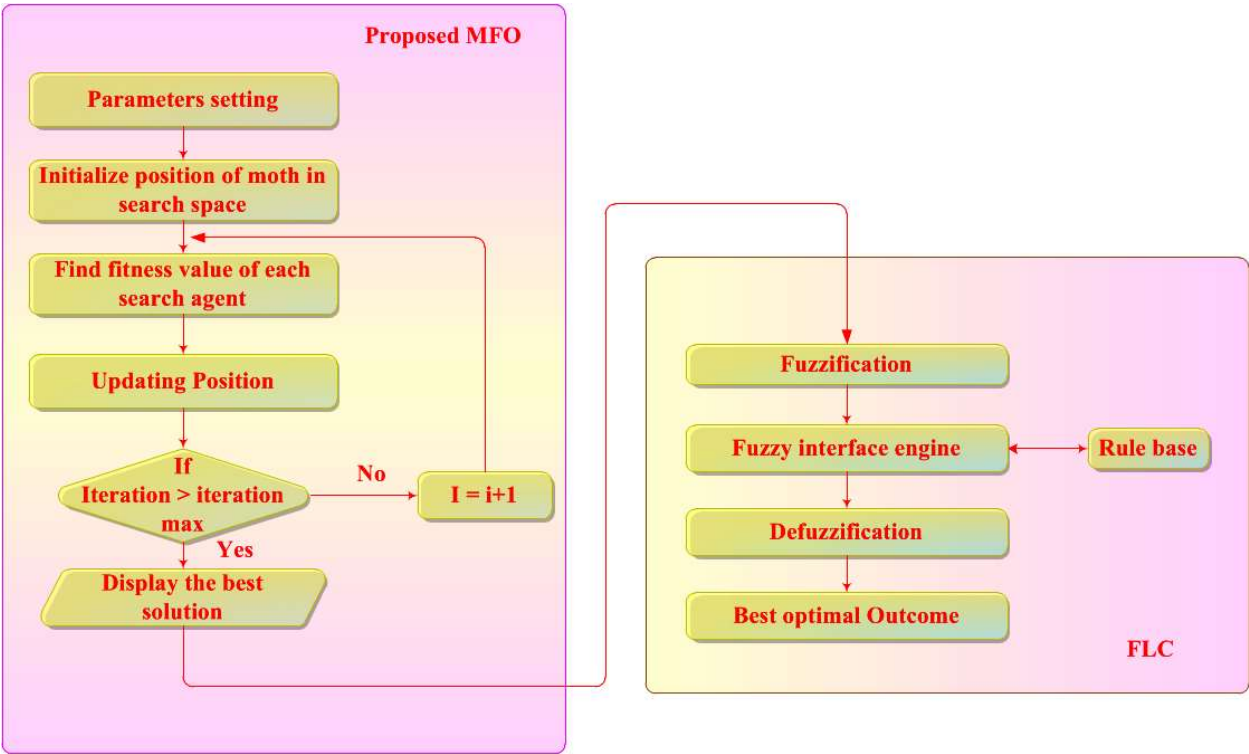 Proposed MFO
Parameters setting
Initialize position of moth in
search space
Find fitness value of each
search agent
Updating Position
If
Iteration > iteration
max
No
I = i+1
Yes
Display the best
solution
Fuzzification
Fuzzy interface engine
Rule base
Defuzzification
Best optimal Outcome
FLC